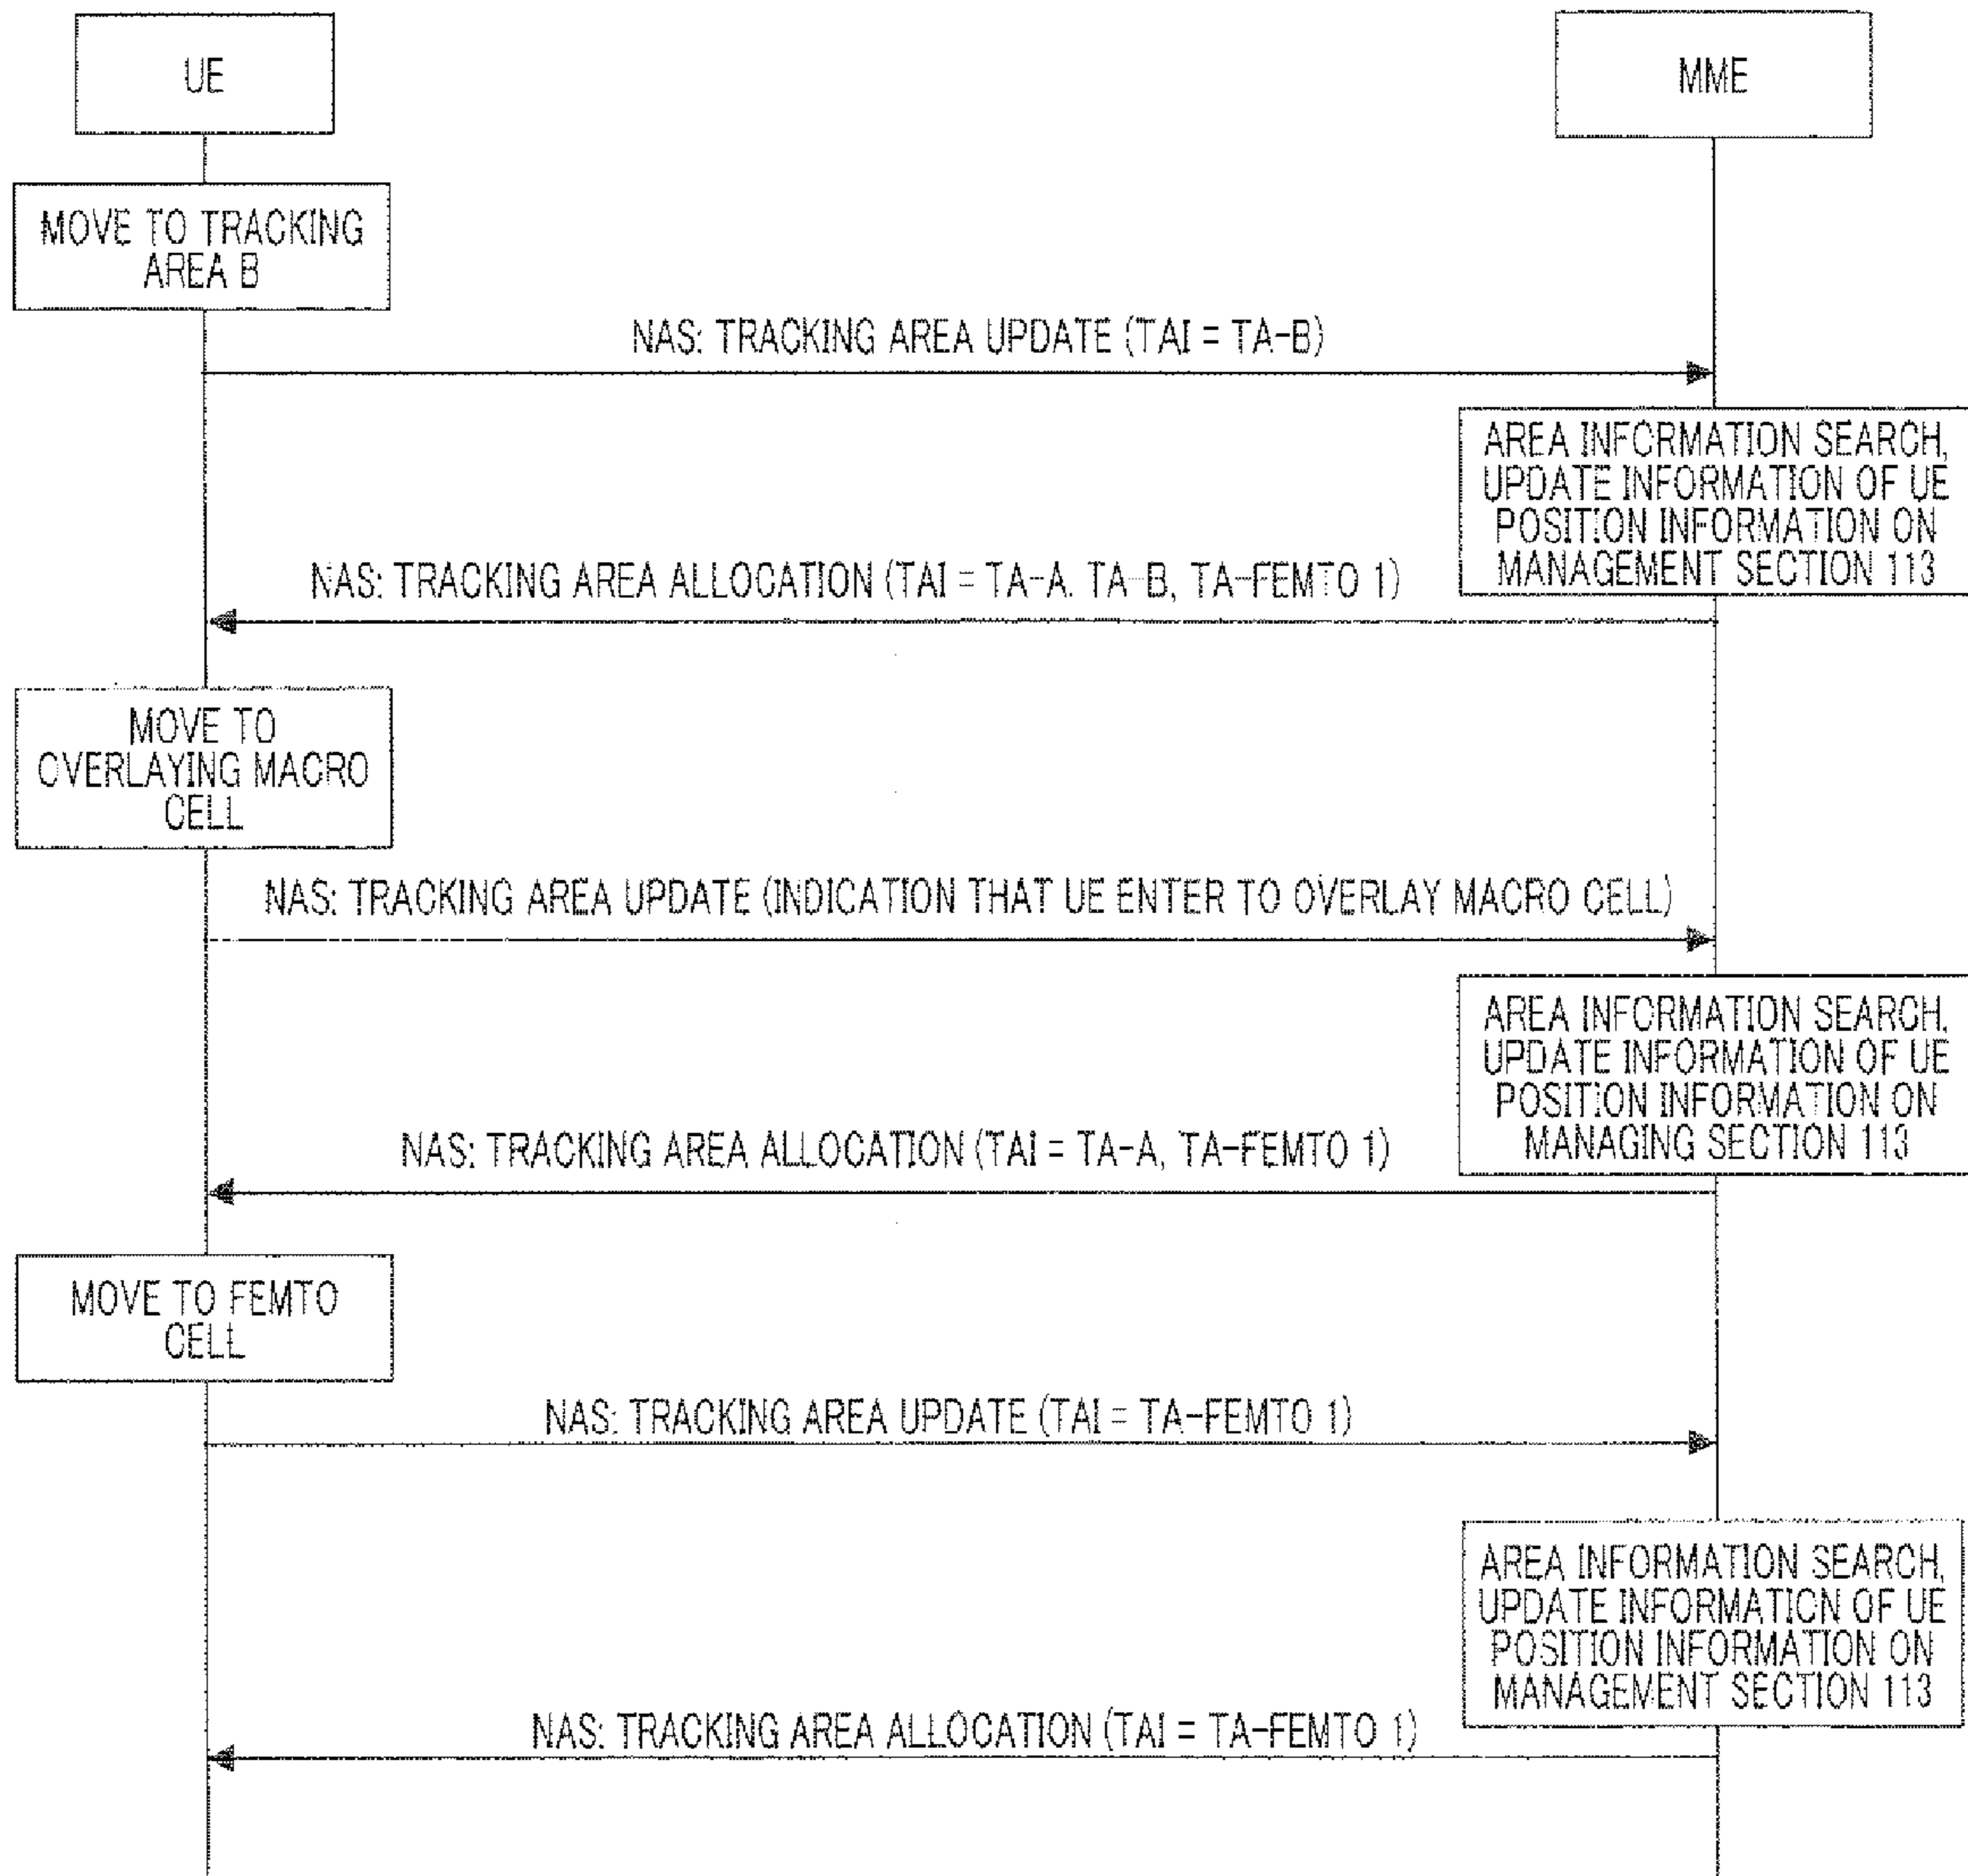 UE
MME
MOVE TO TRACKING
AREA B
NAS: TRACKING AREA UPDATE (TAI = TA-B)
AREA INFORMATION SEARCH,
UPDATE INFORMATION OF UE
POSITION INFORMATION ON
MANAGEMENT SECTION 113
NAS: TRACKING AREA ALLOCATION (TAI = TA-A. TA-B, TA-FEMTO 1)
MOVE TO
OVERLAYING MACRO
CELL
NAS: TRACKING AREA UPDATE (INDICATION THAT UE ENTER TO OVERLAY MACRO CELL)
AREA INFORMATION SEARCH,
UPDATE INFORMATION OF UE
POSITION INFORMATION ON
MANAGING SECTION 113
NAS: TRACKING AREA ALLOCATION (TAI = TA-A, TA-FEMTO 1)
MOVE TO FEMTO
CELL
NAS: TRACKING AREA UPDATE (TAI = TA-FEMTO 1)
AREA INFORMATION SEARCH,
UPDATE INFORMATION OF UE
POSITION INFORMATION ON
MANAGEMENT SECTION 113
NAS: TRACKING AREA ALLOCATION (TAI = TA-FEMTO 1)